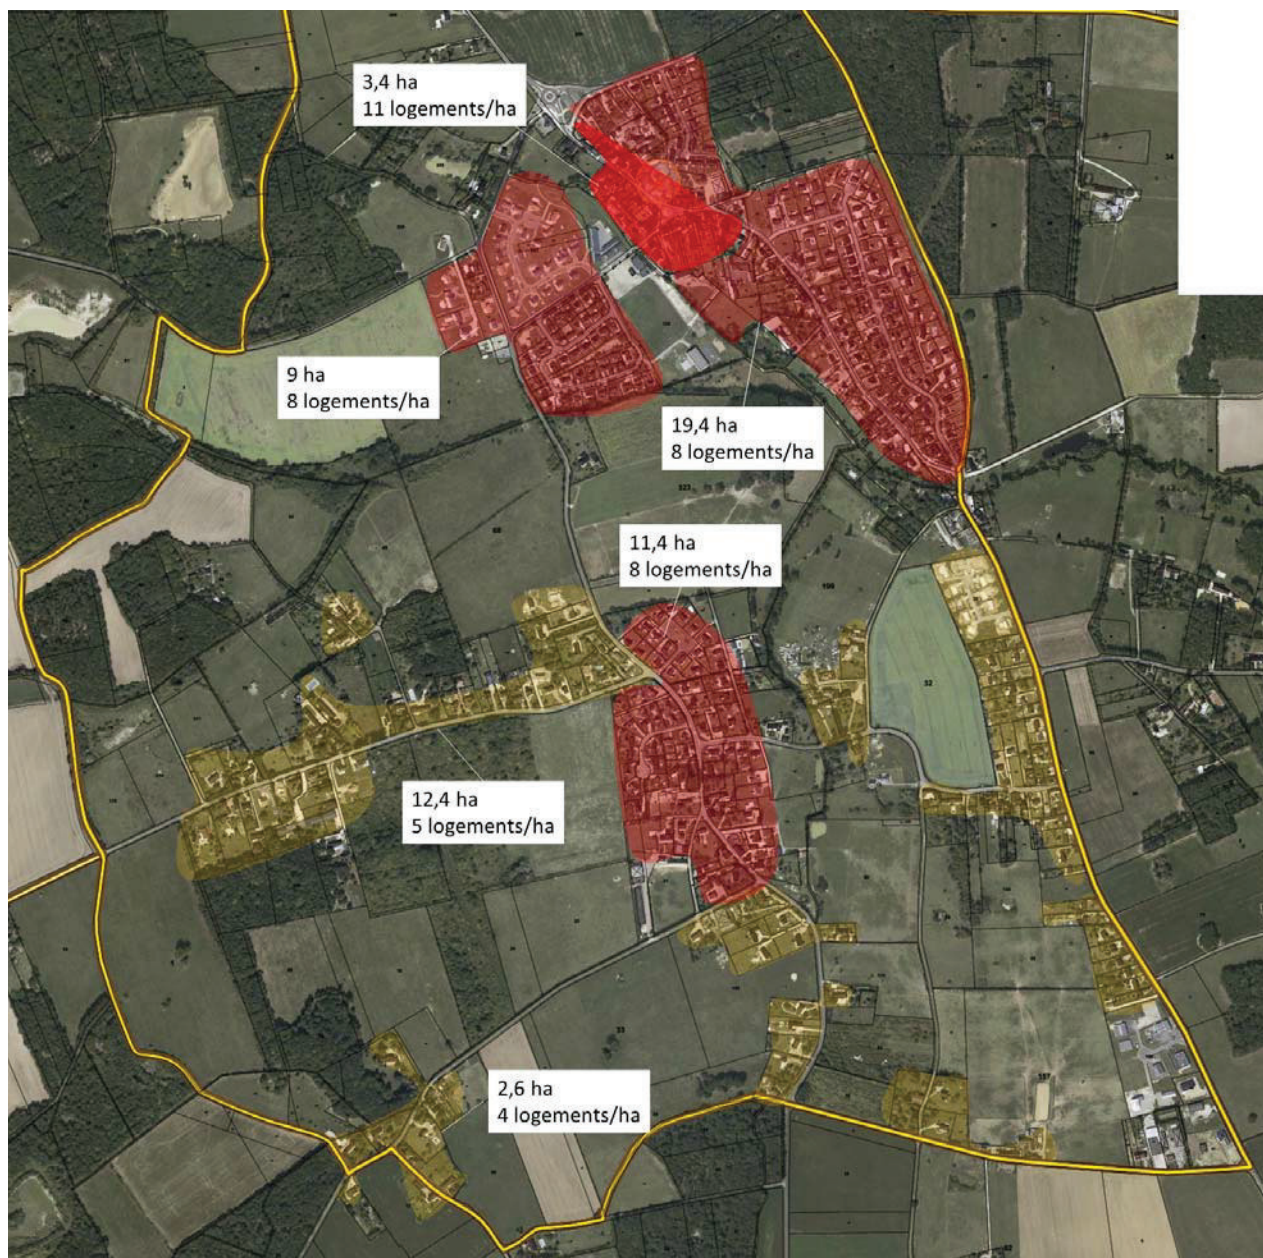 3,4 ha
11 logements/ha
9 ha
8 logements/ha
19,4 ha
8 logements/ha
11,4 ha
8 logements/ha
12,4 ha
5 logements/ha
2,6 ha
4 logements/ha